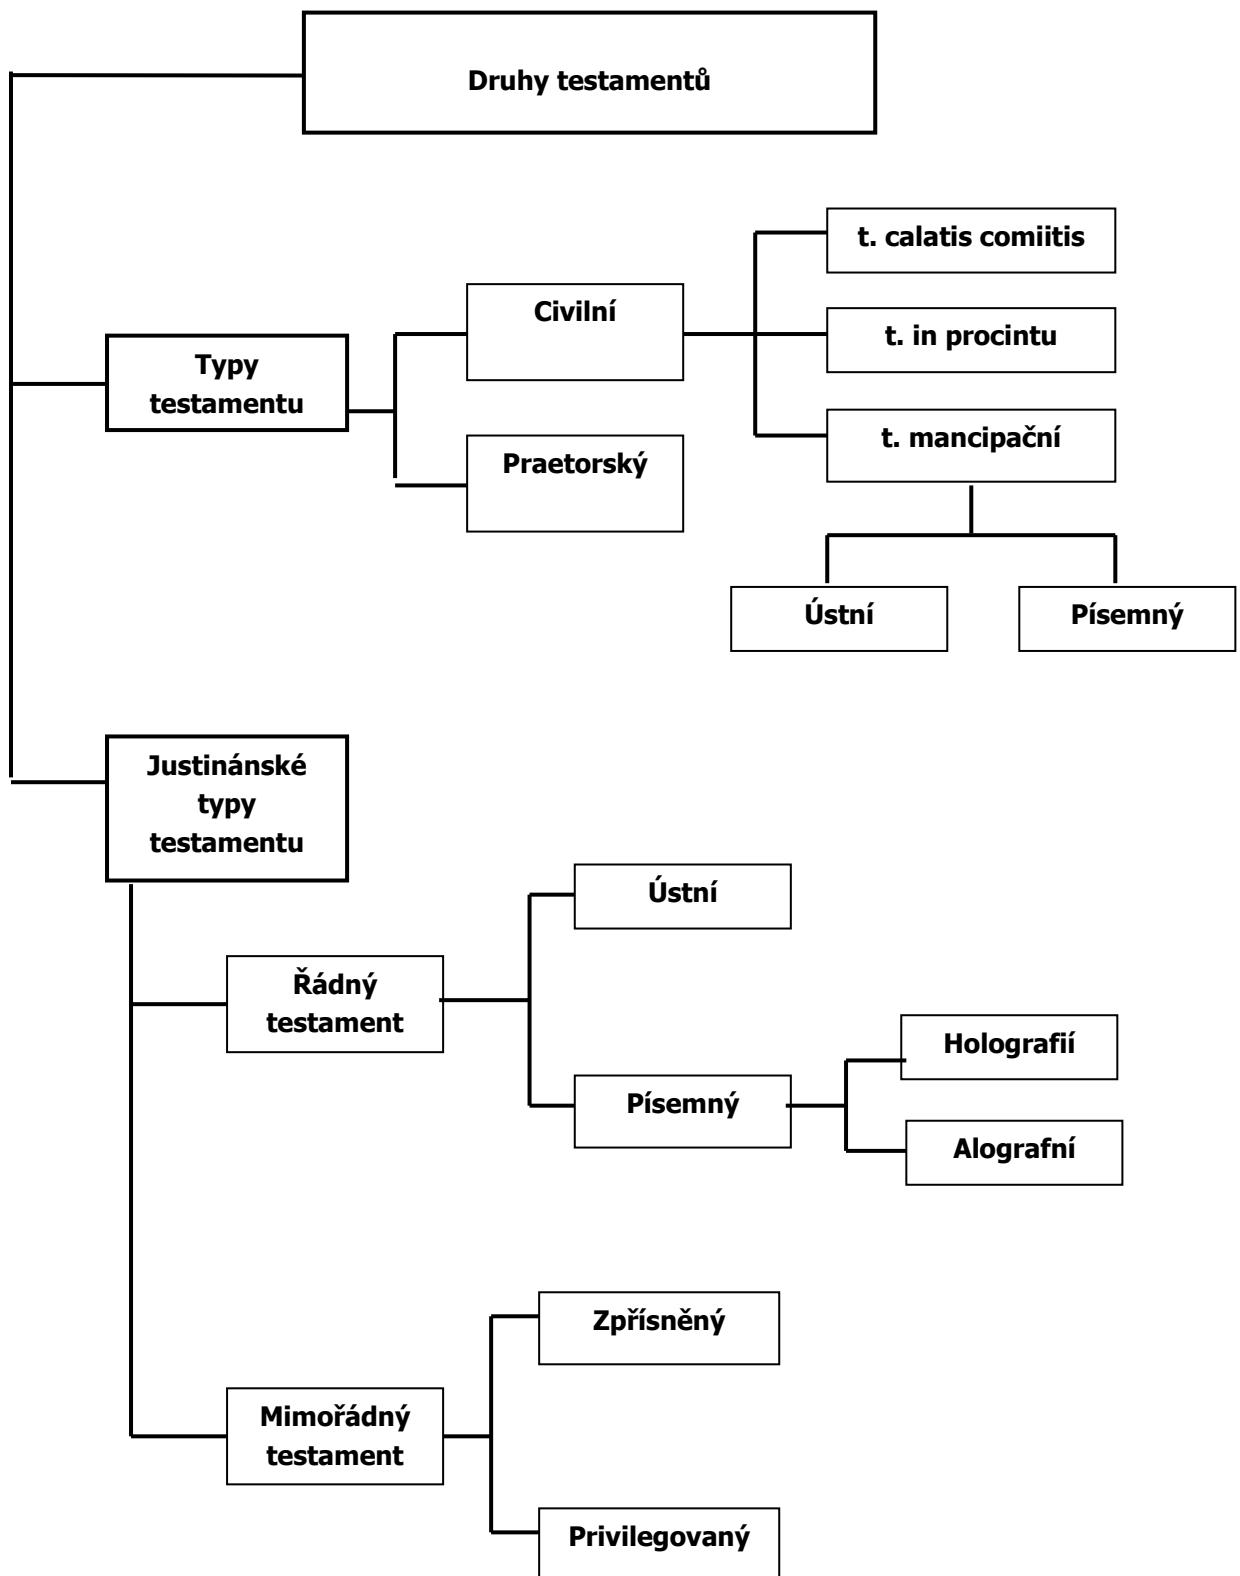 Druhy testamentů
t. calatis comiitis
Civilní
t. in procintu
Typy
testamentu
t. mancipační
Praetorský
Ústní
Písemný
Justinánské
typy
testamentu
Ústní
Řádný
testament
Holografií
Písemný
Alografní
Zpřísněný
Mimořádný
testament
Privilegovaný